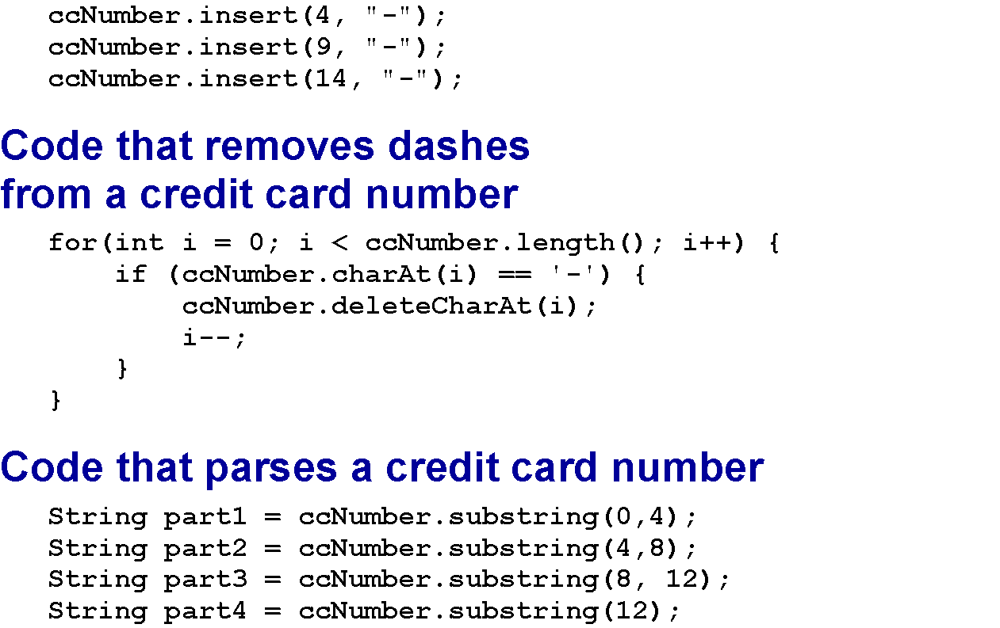 ccNumber.insert(4, "-");
ccNumber.insert(9, "-");
ccNumber.insert(14, "-");
Code that removes dashes
from a credit card number
for(int i = 0; i < ccNumber.length(); i++) {
    if (ccNumber.charAt(i) == '-') {
        ccNumber.deleteCharAt(i);
        i--;
    }
}
Code that parses a credit card number
String part1 = ccNumber.substring(0,4);
String part2 = ccNumber.substring(4,8);
String part3 = ccNumber.substring(8, 12);
String part4 = ccNumber.substring(12);